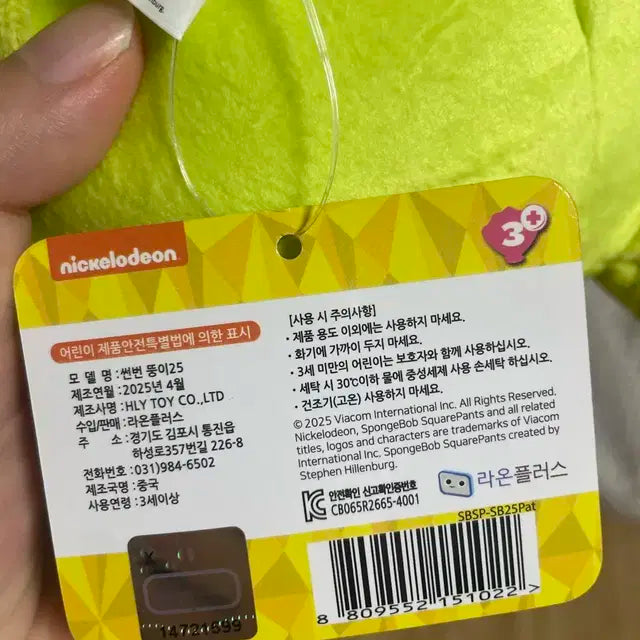 nickelodeon
3+
어린이 제품안전특별법에 의한 표시
모 델 명 : 썬번 뚱이25
제조연월 : 2025년 4월
제조사명 : HLY TOY CO.,LTD
수입/판매 : 라온플러스
주 소 : 경기도 김포시 통진읍
하성로357번길 226-8
전화번호 : 031)984-6502
제조국명 : 중국
사용연령 : 3세이상
[사용 시 주의사항]
· 제품 용도 이외에는 사용하지 마세요.
· 화기에 가까이 두지 마세요.
· 3세 미만의 어린이는 보호자와 함께 사용하십시오.
· 세탁 시 30℃이하 물에 중성세제 사용 손세탁 하십시오.
· 건조기(고온) 사용하지 마세요.
© 2025 Viacom International Inc. All Rights Reserved.
Nickelodeon, SpongeBob SquarePants and all related
titles, logos and characters are trademarks of Viacom
International Inc. SpongeBob SquarePants created by
Stephen Hillenburg.
안전확인 신고확인증번호
CB065R2665-4001
라온플러스
SBSP-SB25Pat
8 809552 151022 >